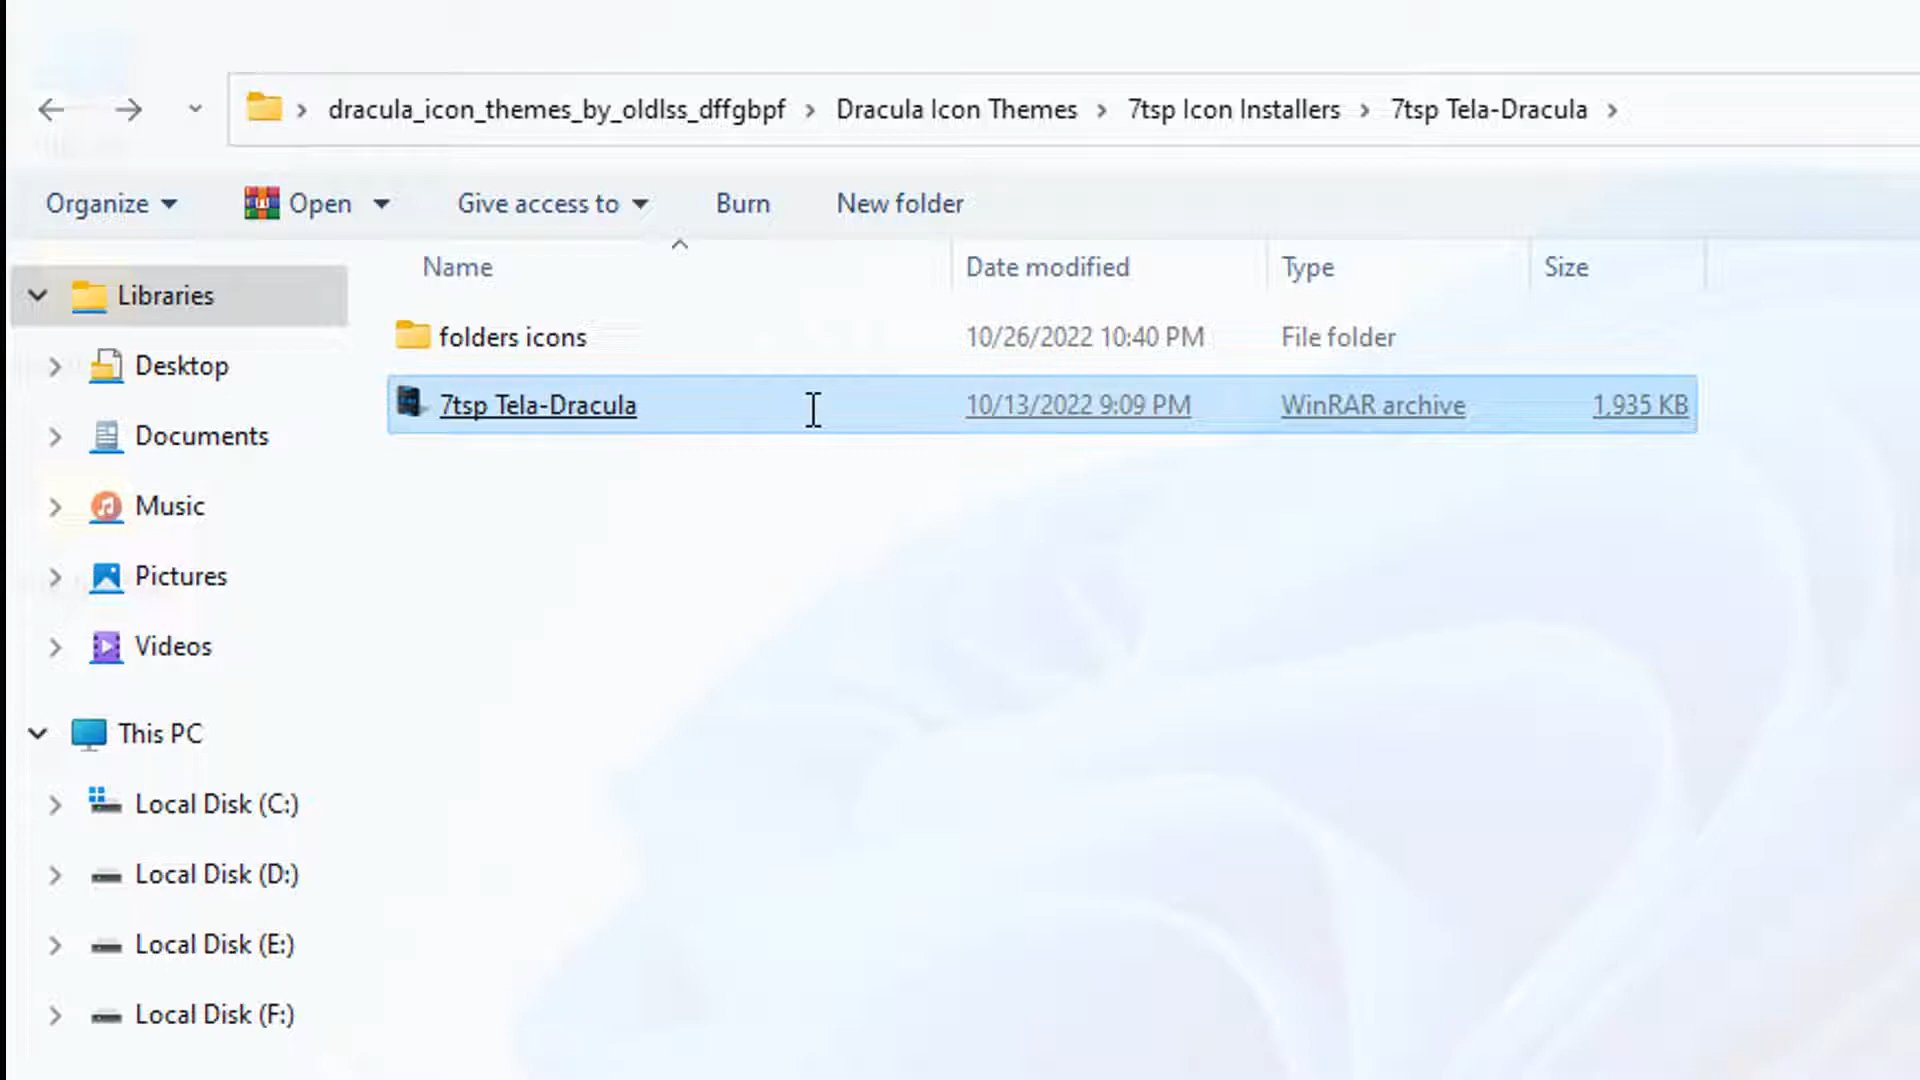 dracula_icon_themes_by_oldlss_dffgbpf > Dracula Icon Themes > 7tsp Icon Installers > 7tsp Tela-Dracula >
Organize Open Give access to Burn New folder
Name Date modified Type Size
Libraries
folders icons 10/26/2022 10:40 PM File folder
Desktop
7tsp Tela-Dracula 10/13/2022 9:09 PM WinRAR archive 1,935 KB
Documents
Music
Pictures
Videos
This PC
Local Disk (C:)
Local Disk (D:)
Local Disk (E:)
Local Disk (F:)